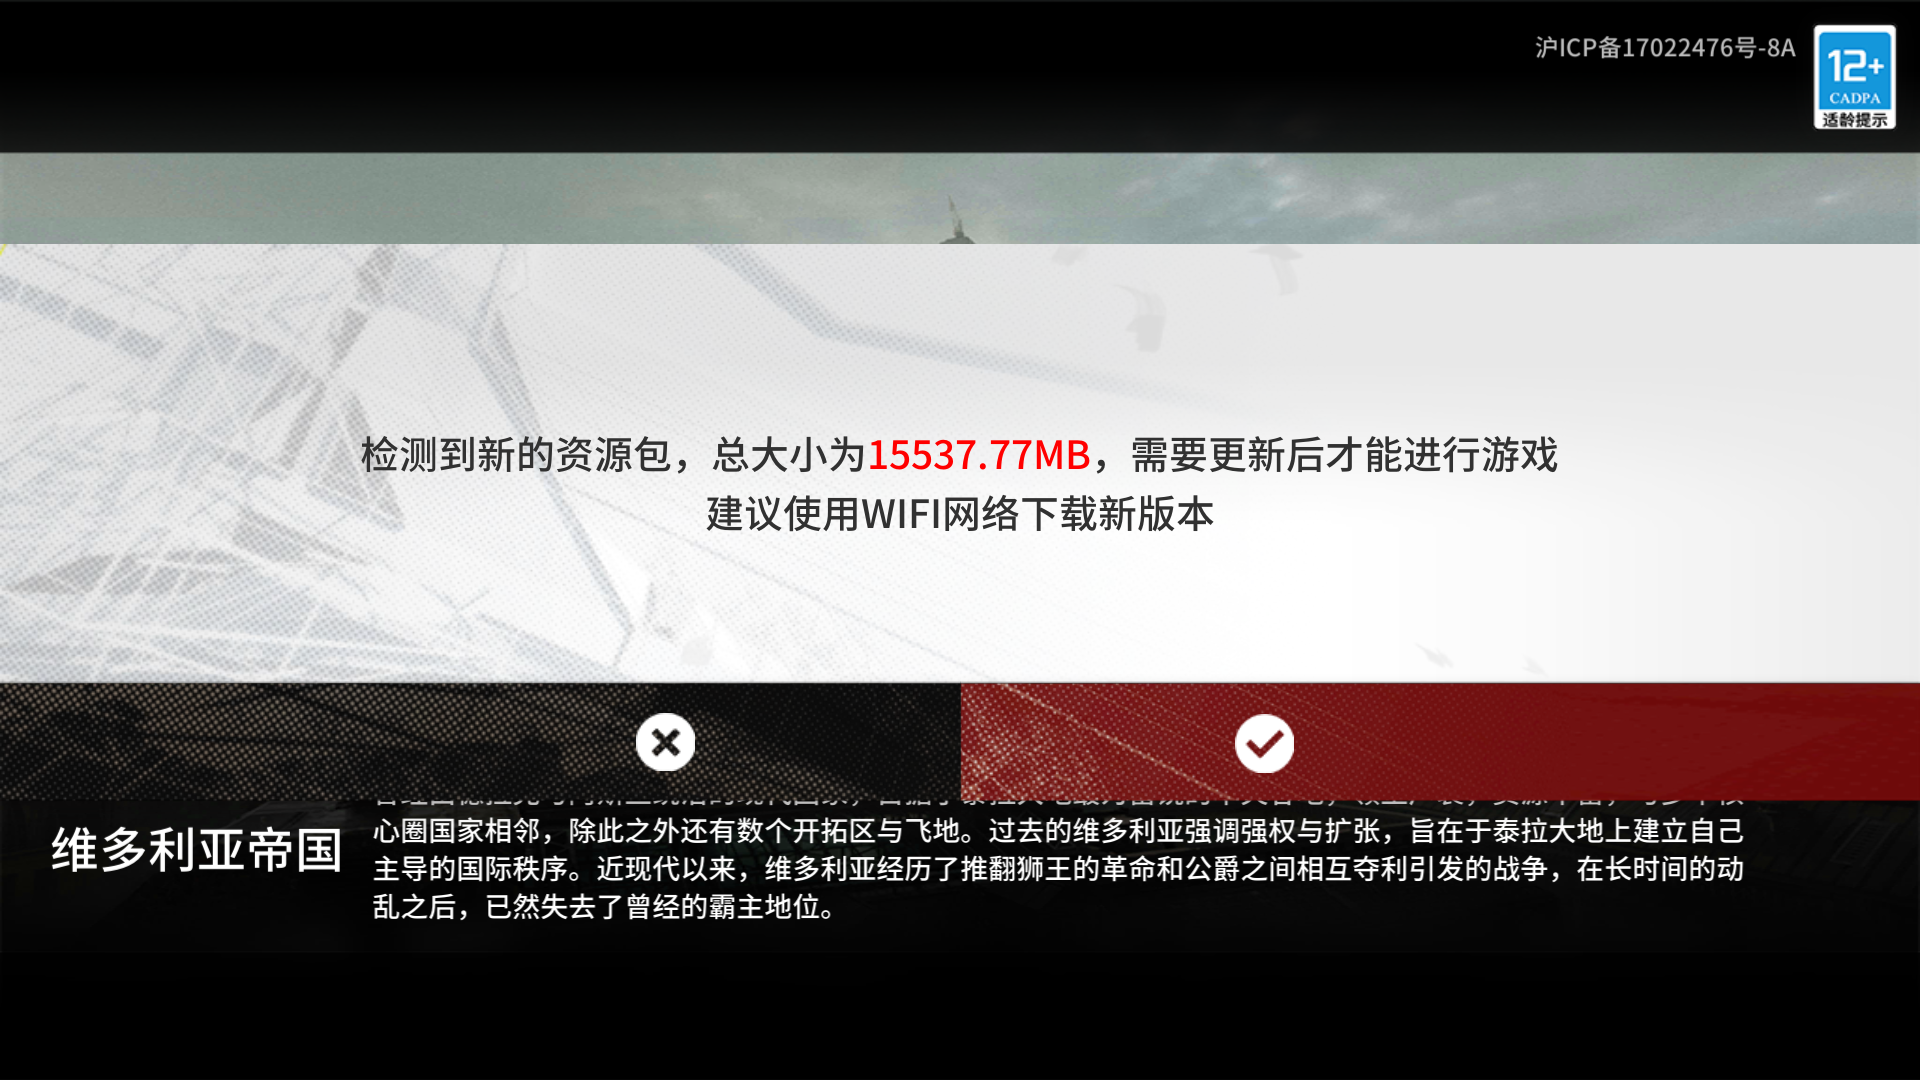 沪ICP备17022476号-8A
12+
CADPA
适龄提示
检测到新的资源包，总大小为15537.77MB，需要更新后才能进行游戏
建议使用WIFI网络下载新版本
维多利亚帝国
心圈国家相邻，除此之外还有数个开拓区与飞地。过去的维多利亚强调强权与扩张，旨在于泰拉大地上建立自己
主导的国际秩序。近现代以来，维多利亚经历了推翻狮王的革命和公爵之间相互夺利引发的战争，在长时间的动
乱之后，已然失去了曾经的霸主地位。